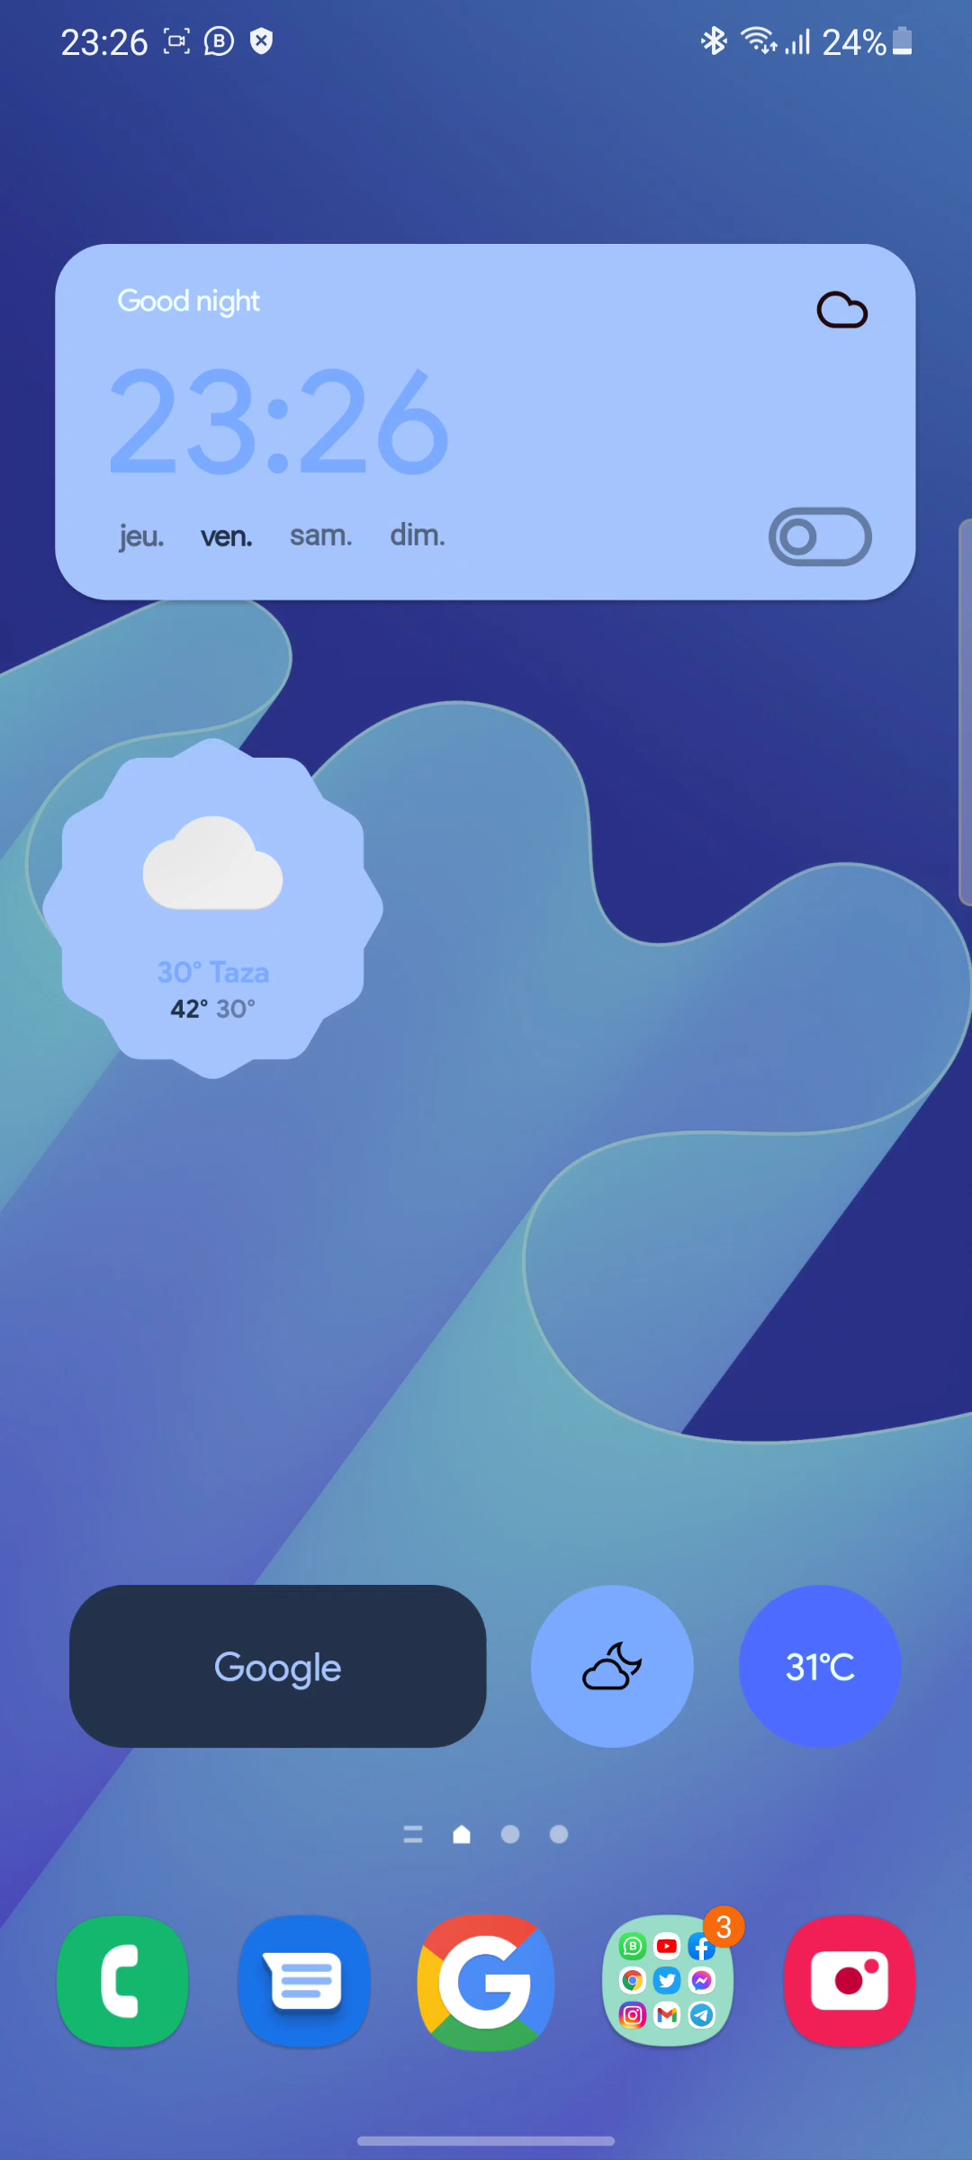 23:26 24%
Good night
23:26
jeu. ven. sam. dim.
30° Taza
42° 30°
Google 31°C
3